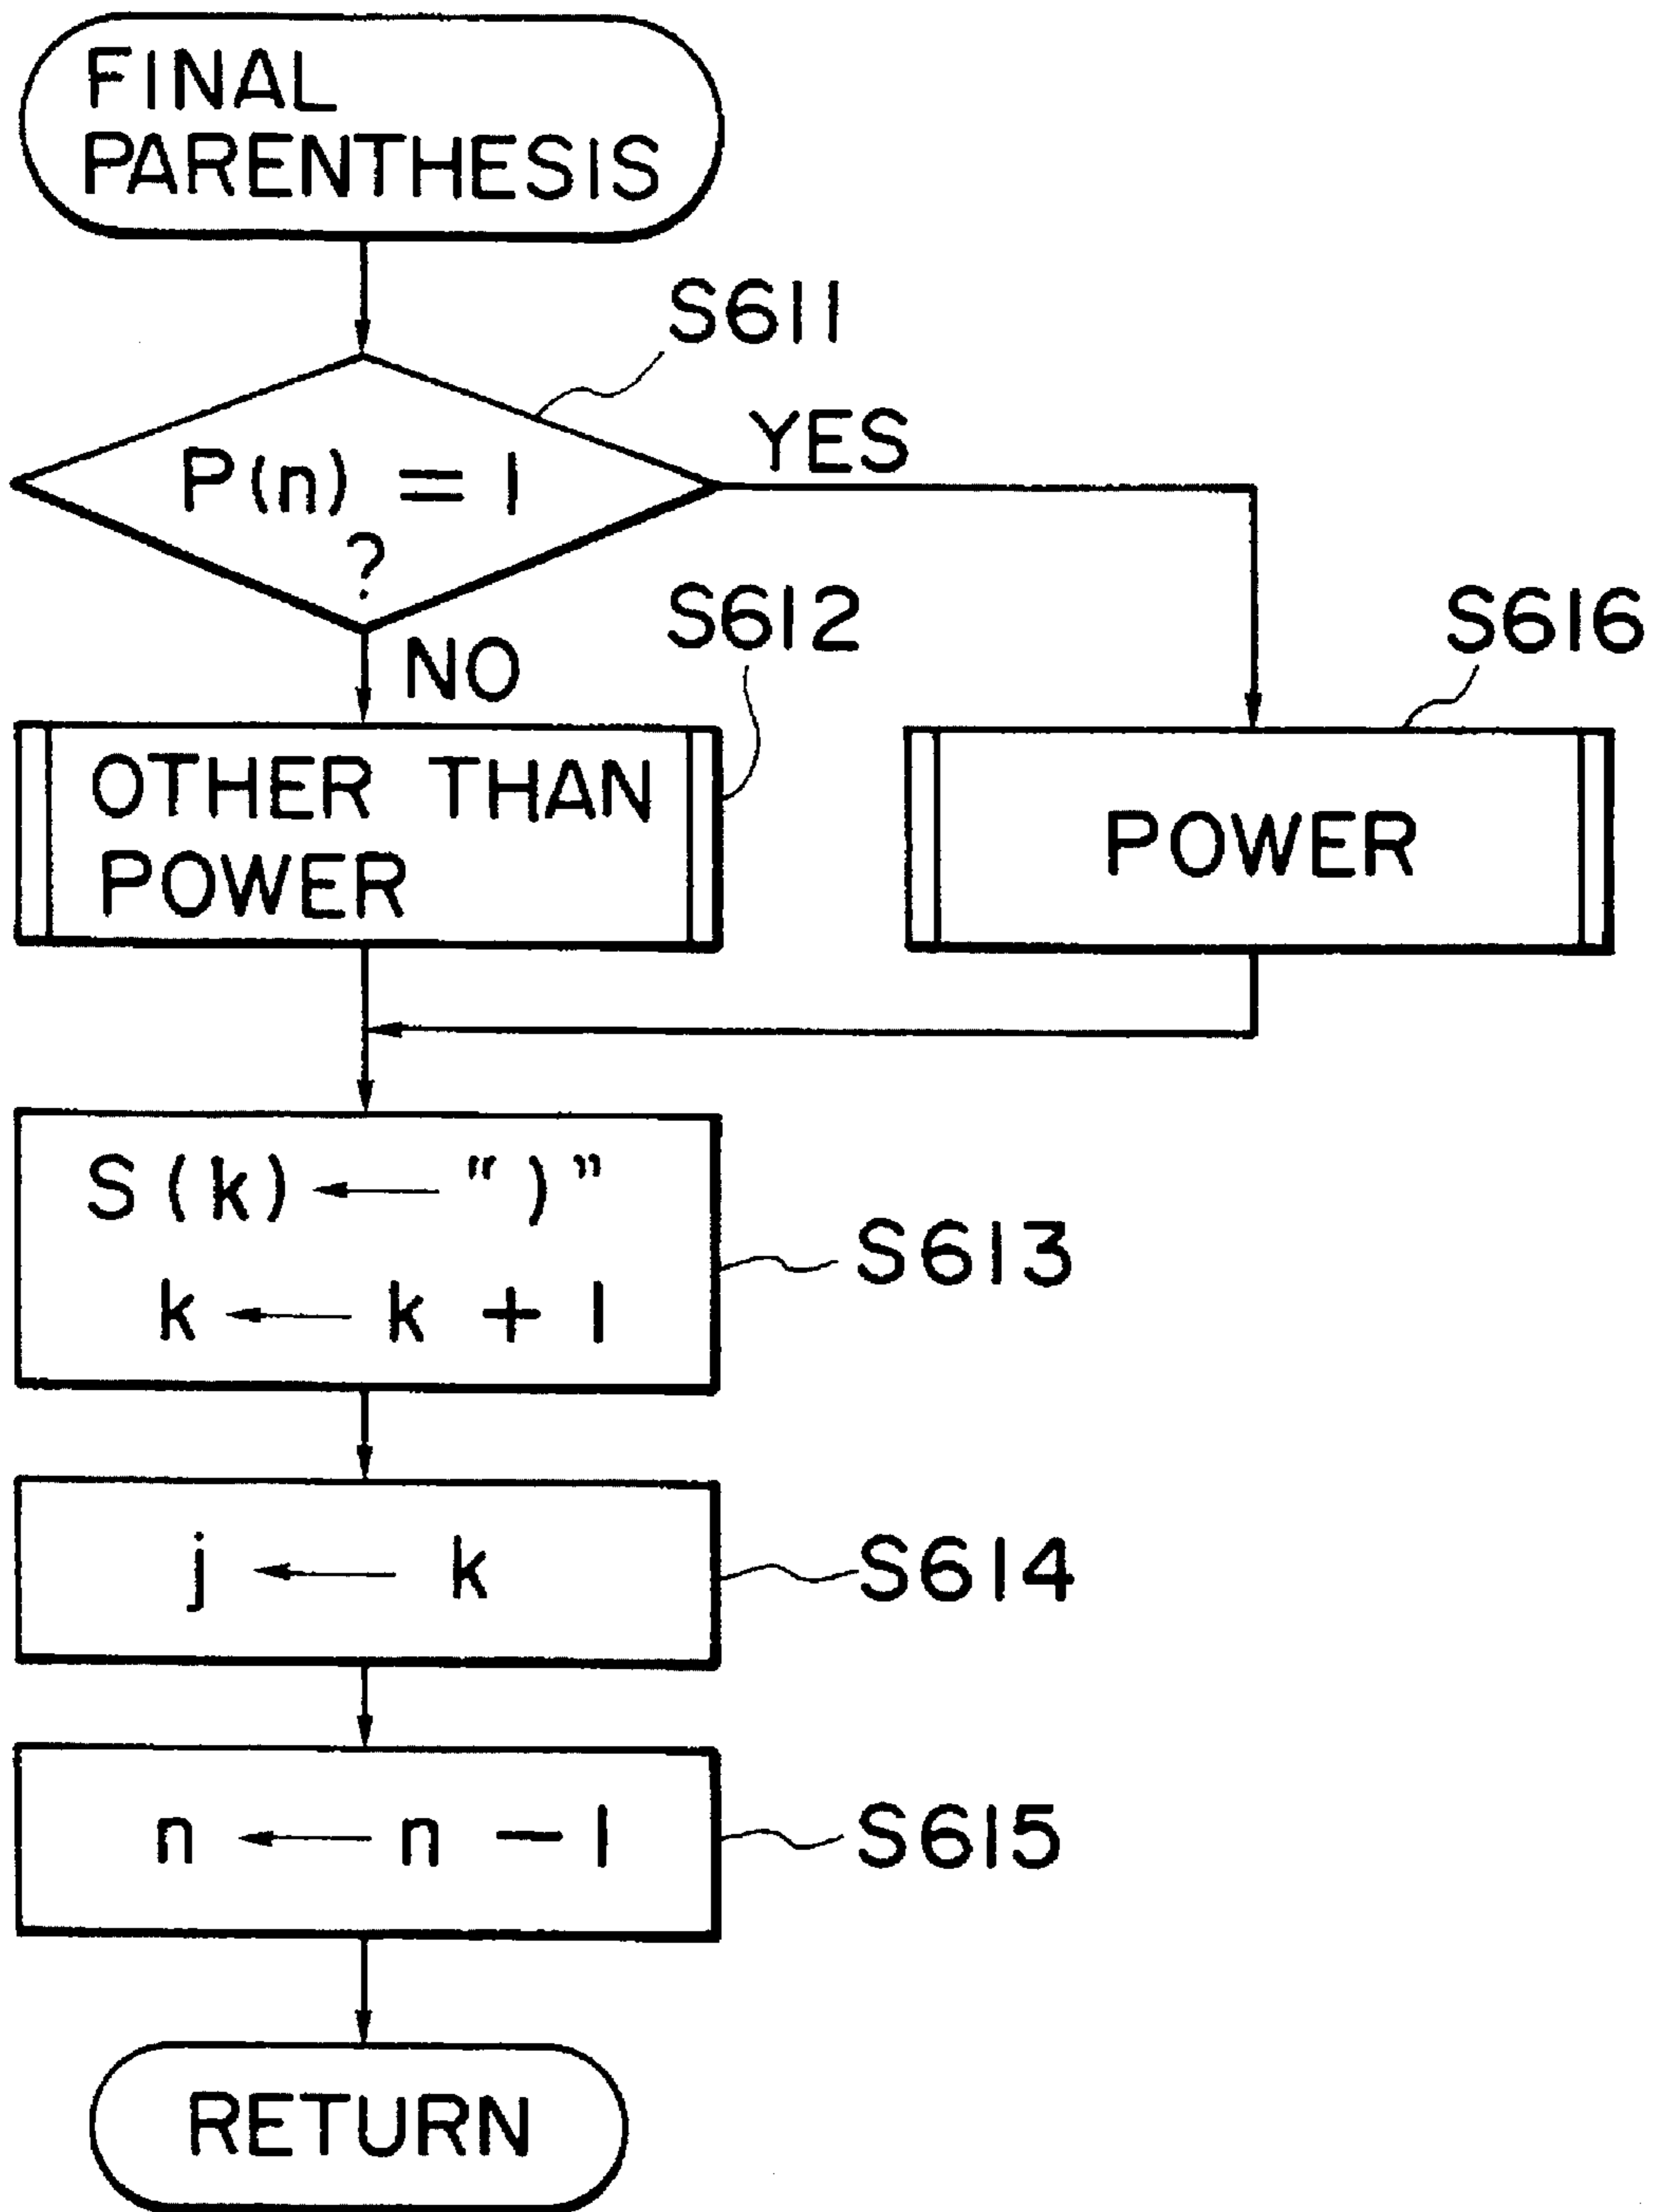 FINAL
PARENTHESIS
S611
P(n) = 1
?
YES
NO
S612
S616
OTHER THAN
POWER
POWER
S(k) ← “)”
k ← k + 1
S613
j ← k
S614
n ← n - 1
S615
RETURN